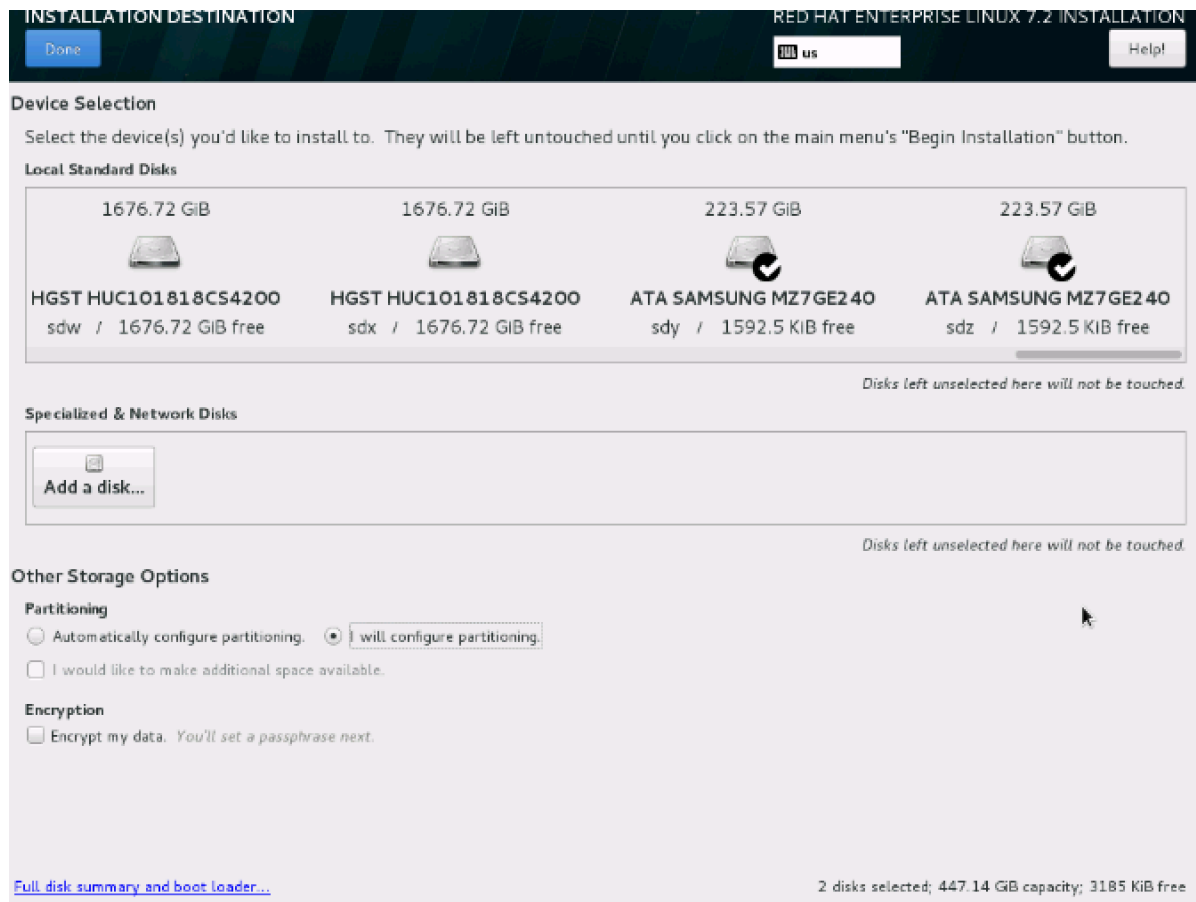 INSTALLATION DESTINATION
RED HAT ENTERPRISE LINUX 7.2 INSTALLATION
Done
us
Help!
Device Selection
Select the device(s) you'd like to install to. They will be left untouched until you click on the main menu's "Begin Installation" button.
Local Standard Disks
1676.72 GiB 1676.72 GiB 223.57 GiB 223.57 GiB
HGST HUC101818CS4200 HGST HUC101818CS4200 ATA SAMSUNG MZ7GE240 ATA SAMSUNG MZ7GE240
sdw / 1676.72 GiB free sdx / 1676.72 GiB free sdy / 1592.5 KiB free sdz / 1592.5 KiB free
Disks left unselected here will not be touched.
Specialized & Network Disks
Add a disk...
Disks left unselected here will not be touched.
Other Storage Options
Partitioning
Automatically configure partitioning. I will configure partitioning.
I would like to make additional space available.
Encryption
Encrypt my data. You'll set a passphrase next.
Full disk summary and boot loader... 2 disks selected; 447.14 GiB capacity; 3185 KiB free